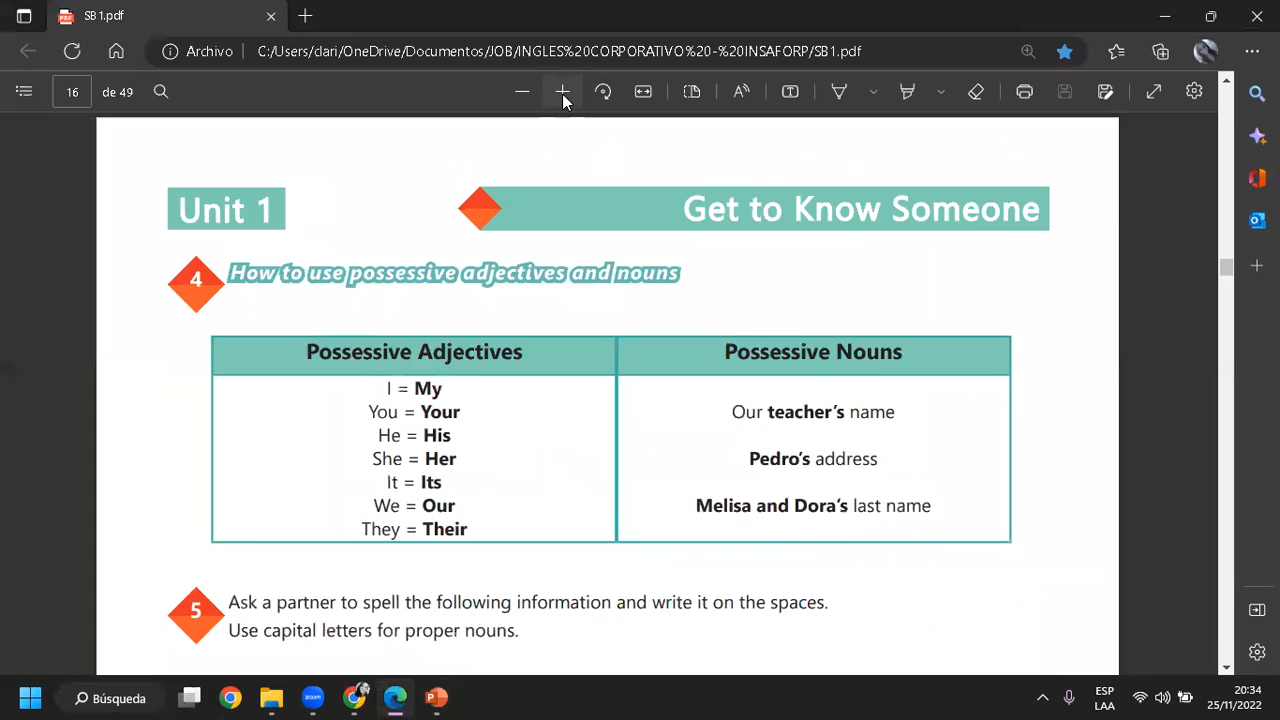 SB1.pdf
Archivo
C:/Users/clari/OneDrive/Documentos/JOB/INGLES%20CORPORATIVO%20-%20INSAFORP/SB1.pdf
16
de 49
Unit 1
Get to Know Someone
4
How to use possessive adjectives and nouns
Possessive Adjectives
I = My
You = Your
He = His
She = Her
It = Its
We = Our
They = Their
Possessive Nouns
Our teacher's name
Pedro's address
Melisa and Dora's last name
5
Ask a partner to spell the following information and write it on the spaces.
Use capital letters for proper nouns.
Búsqueda
zoom
ESP
LAA
20:34
25/11/2022